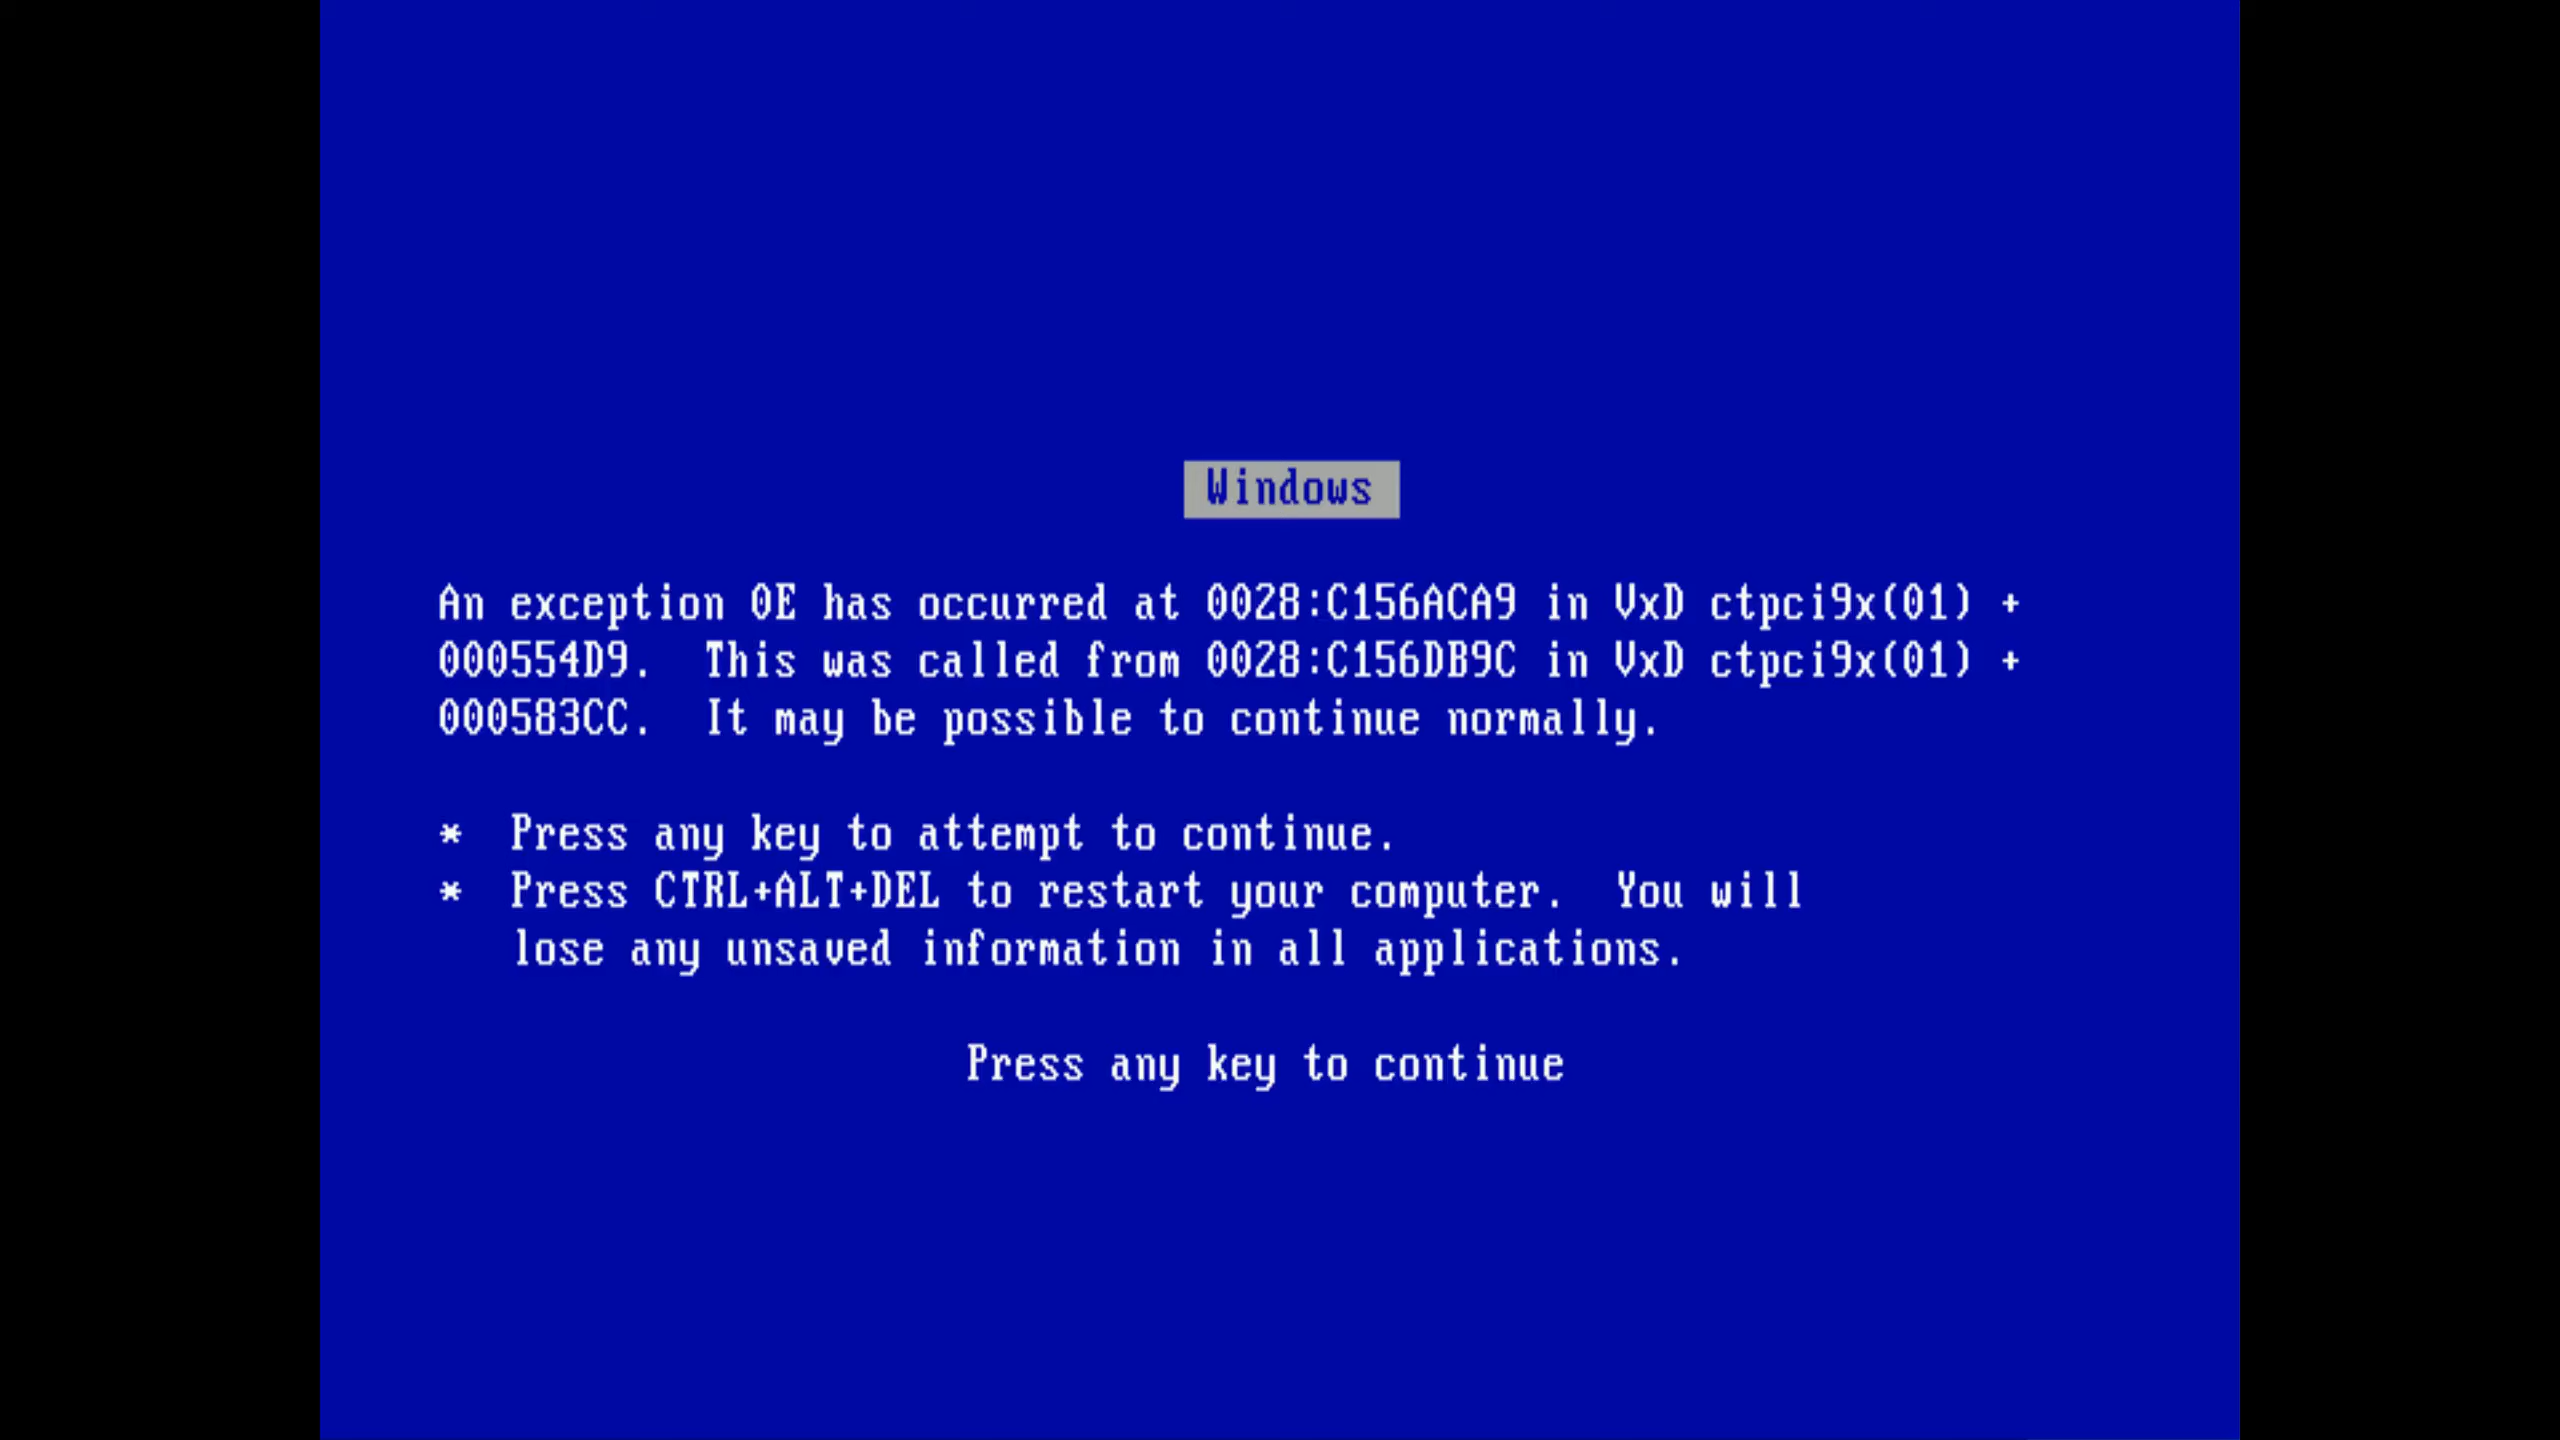 Windows
An exception 0E has occurred at 0028:C156ACA9 in VxD ctpci9x(01) +
000554D9.  This was called from 0028:C156DB9C in VxD ctpci9x(01) +
000583CC.  It may be possible to continue normally.
*  Press any key to attempt to continue.
*  Press CTRL+ALT+DEL to restart your computer.  You will
lose any unsaved information in all applications.
Press any key to continue